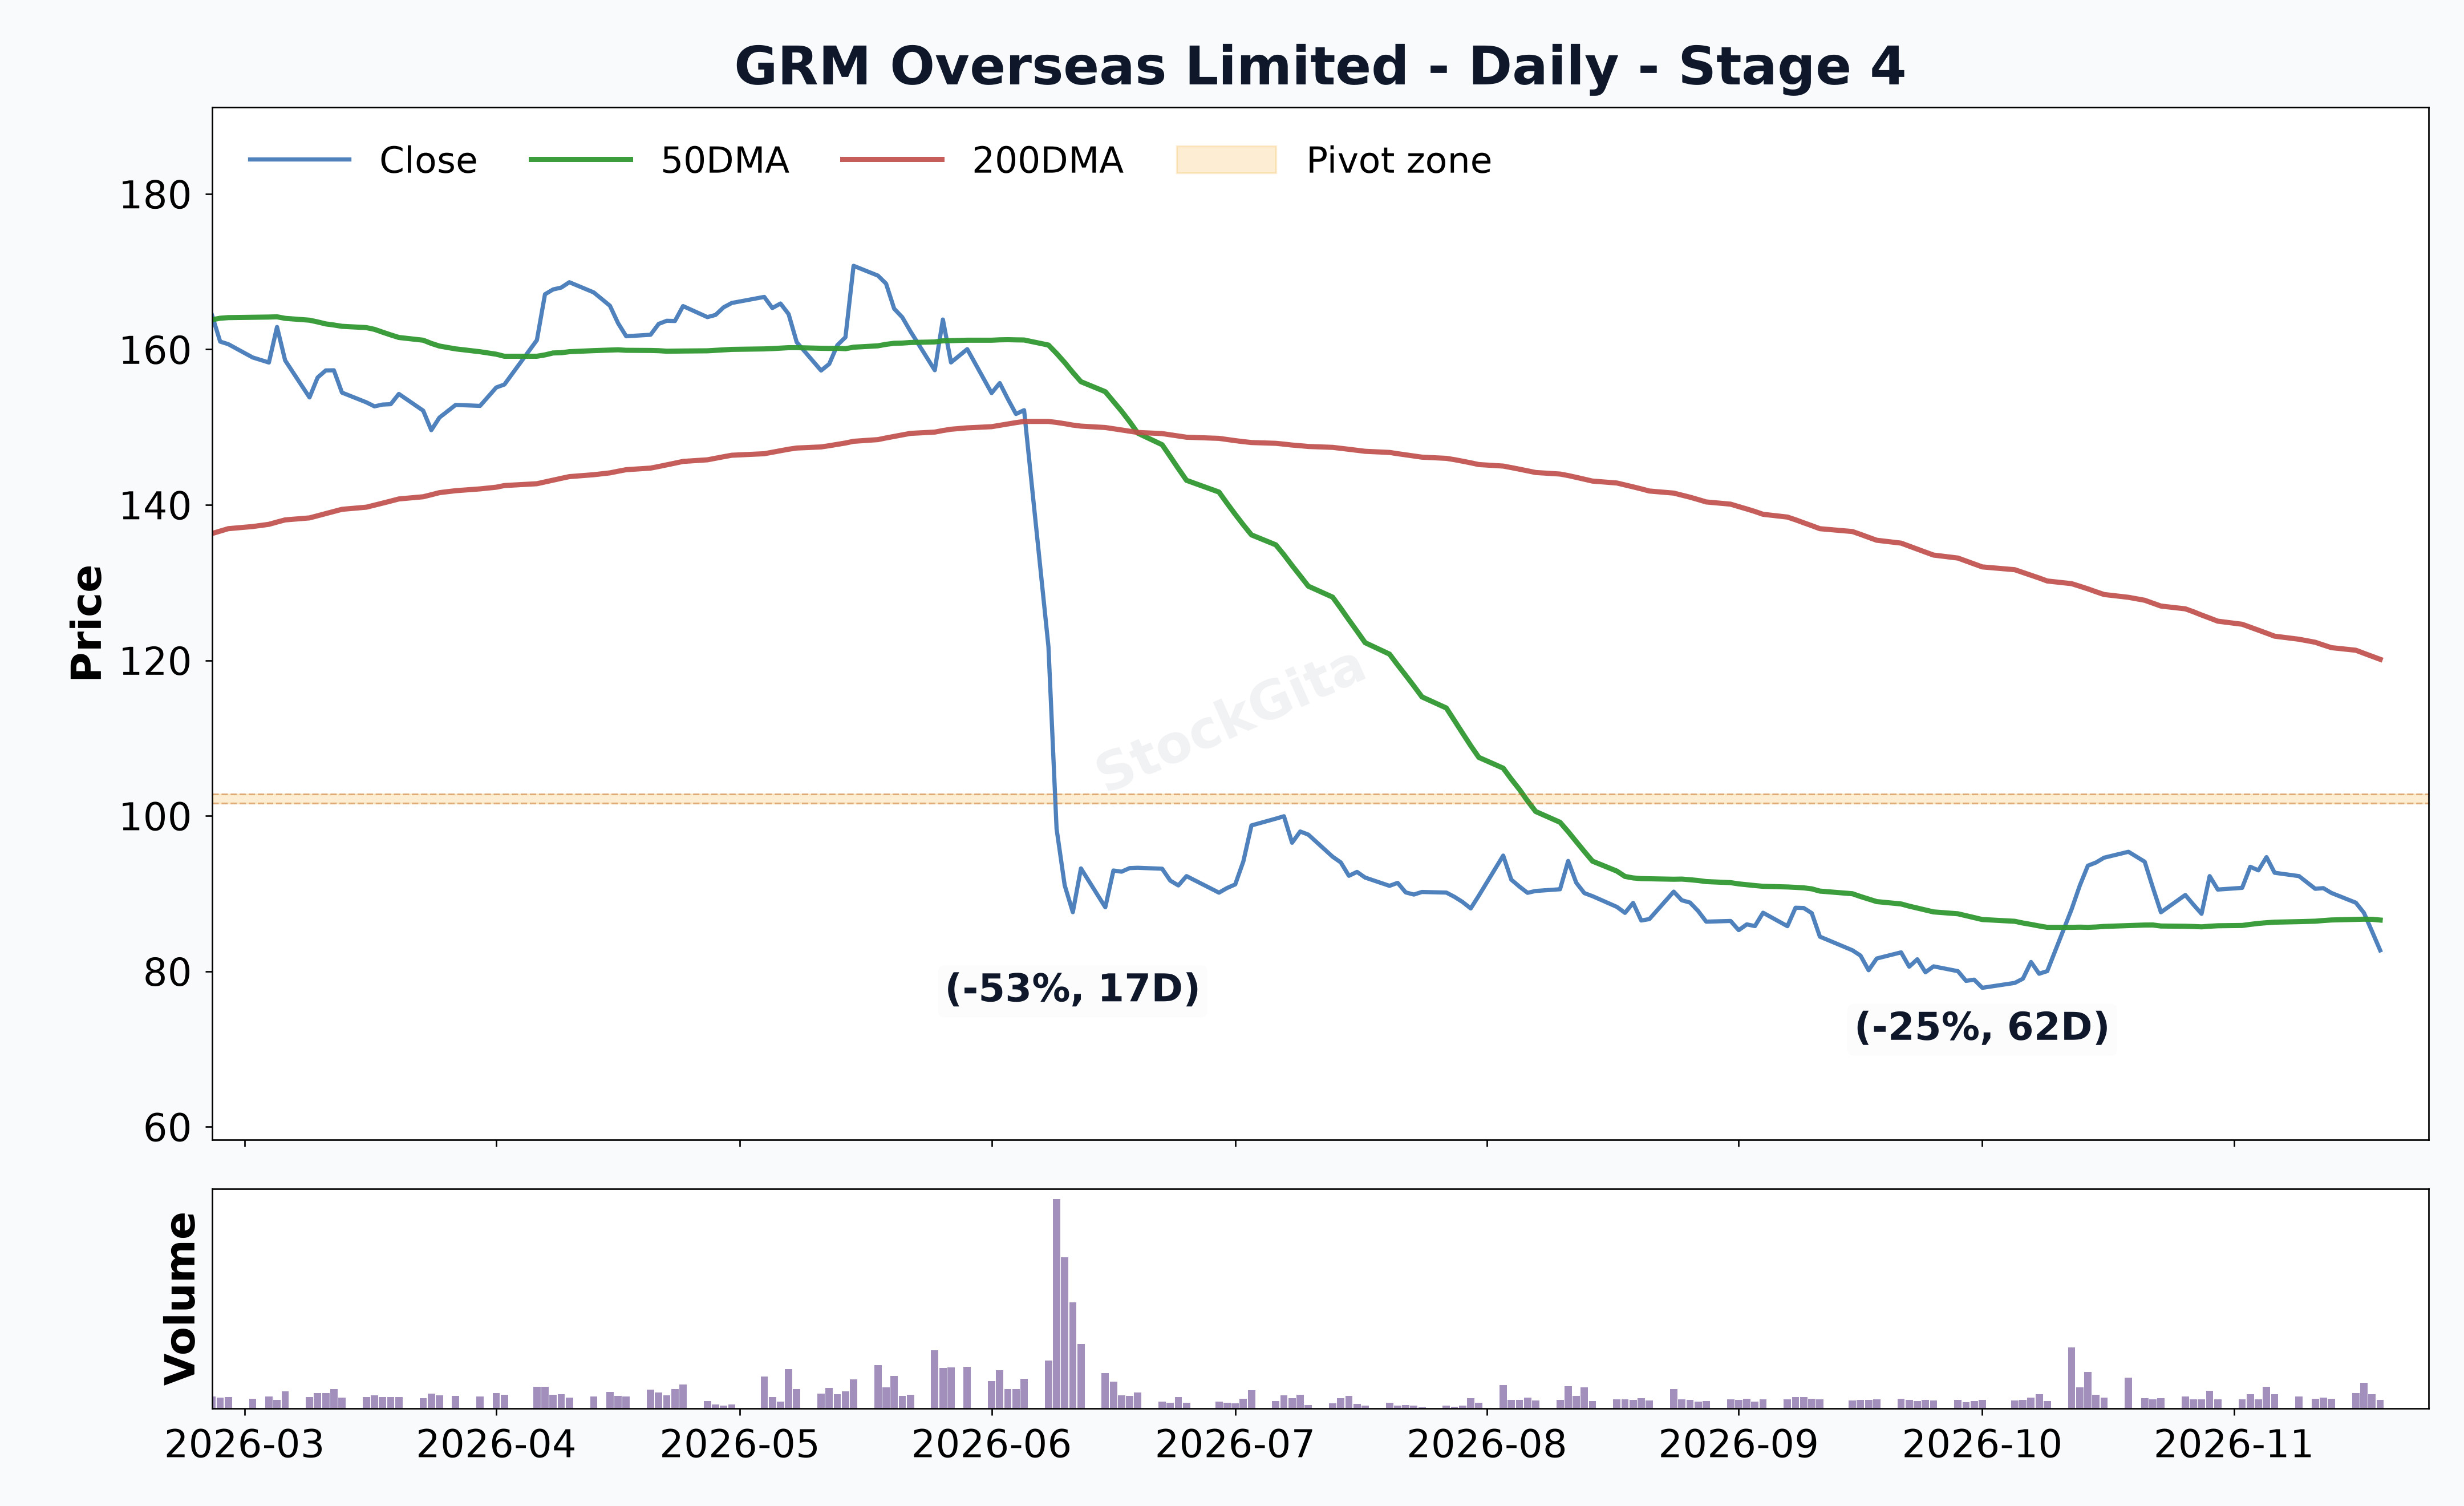 GRM Overseas Limited - Daily - Stage 4
Close 50DMA 200DMA Pivot zone
180
160
140
120
100
80
60
Price
StockGita
(-53%, 17D)
(-25%, 62D)
Volume
2026-03 2026-04 2026-05 2026-06 2026-07 2026-08 2026-09 2026-10 2026-11